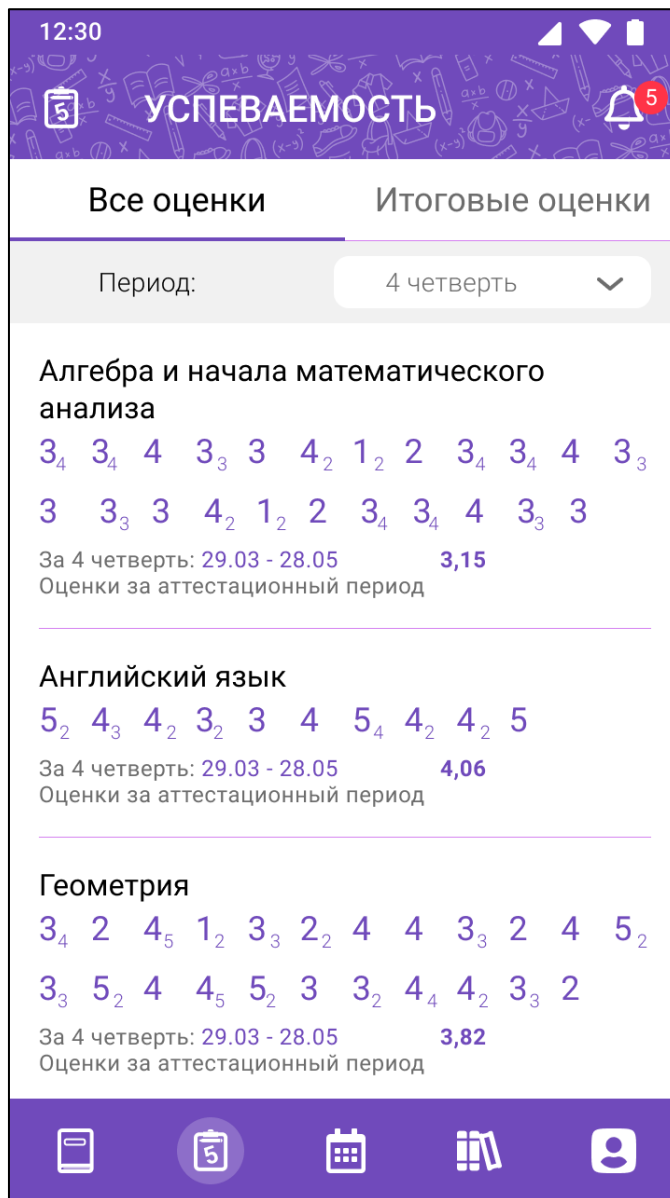 12:30
5 УСПЕВАЕМОСТЬ 5
Все оценки Итоговые оценки
Период: 4 четверть
Алгебра и начала математического
анализа
3₄ 3₄ 4 3₃ 3 4₂ 1₂ 2 3₄ 3₄ 4 3₃
3 3₃ 3 4₂ 1₂ 2 3₄ 3₄ 4 3₃ 3
За 4 четверть: 29.03 - 28.05 3,15
Оценки за аттестационный период
Английский язык
5₂ 4₃ 4₂ 3₂ 3 4 5₄ 4₂ 4₂ 5
За 4 четверть: 29.03 - 28.05 4,06
Оценки за аттестационный период
Геометрия
3₄ 2 4₅ 1₂ 3₃ 2₂ 4 4 3₃ 2 4 5₂
3₃ 5₂ 4 4₅ 5₂ 3 3₂ 4₄ 4₂ 3₃ 2
За 4 четверть: 29.03 - 28.05 3,82
Оценки за аттестационный период
5